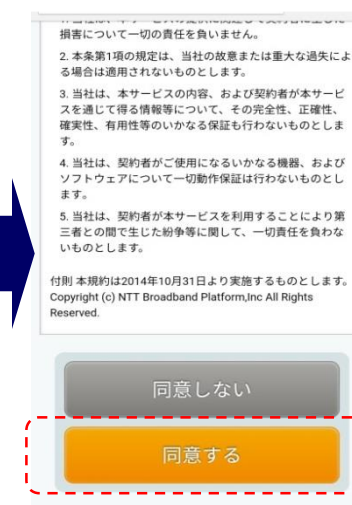 損害について一切の責任を負いません。
2. 本条第1項の規定は、当社の故意または重大な過失によ
る場合は適用されないものとします。
3. 当社は、本サービスの内容、および契約者が本サービ
スを通じて得る情報等について、その完全性、正確性、
確実性、有用性等のいかなる保証も行わないものとしま
す。
4. 当社は、契約者がご使用になるいかなる機器、および
ソフトウェアについて一切動作保証は行わないものとし
ます。
5. 当社は、契約者が本サービスを利用することにより第
三者との間で生じた紛争等に関して、一切責任を負わな
いものとします。
付則 本規約は2014年10月31日より実施するものとします。
Copyright (c) NTT Broadband Platform,Inc All Rights
Reserved.
同意しない
同意する